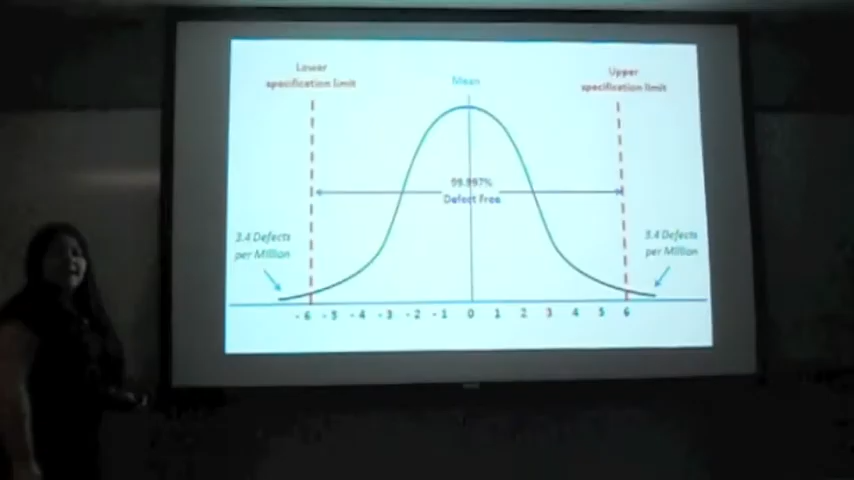 Lower
specification limit
Mean
Upper
specification limit
99.997%
Defect Free
3.4 Defects
per Million
3.4 Defects
per Million
- 6 - 5 - 4 - 3 - 2 - 1 0 1 2 3 4 5 6